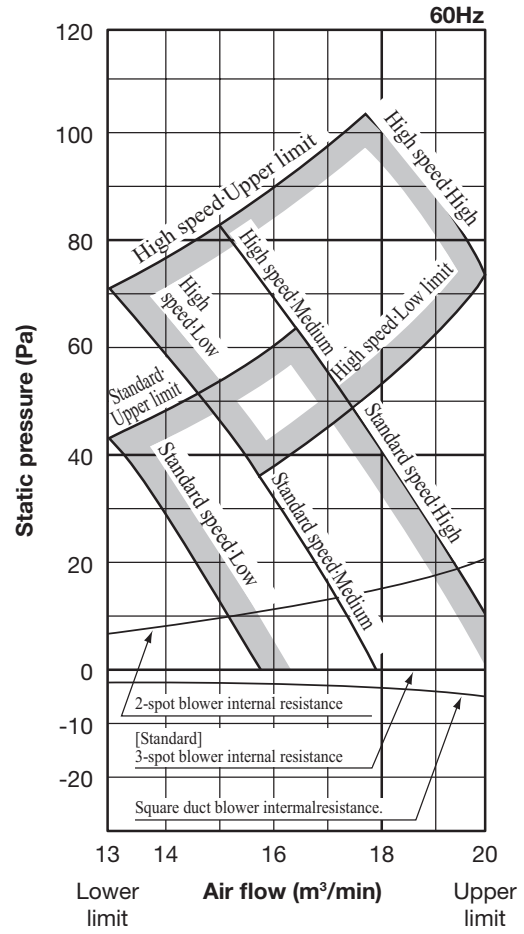 60Hz
120
100
80
60
40
20
0
-10
-20
Static pressure (Pa)
High speed·Upper limit
High speed·High
High
speed·Low
High speed·Medium
High speed·Low limit
Standard·
Upper limit
Standard speed·Low
Standard speed·Medium
Standard speed·High
2-spot blower internal resistance
[Standard]
3-spot blower internal resistance
Square duct blower intermalresistance.
13 14 16 18 20
Lower
limit
Air flow (m³/min)
Upper
limit